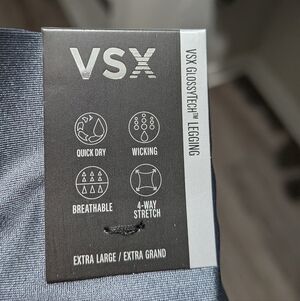 VSX
QUICK DRY
WICKING
BREATHABLE
4-WAY
STRETCH
EXTRA LARGE / EXTRA GRAND
VSX GLOSSYTECH™ LEGGING